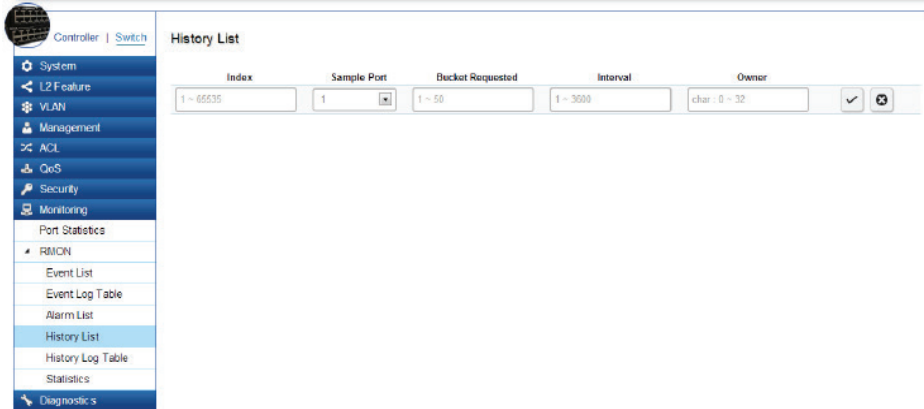 Controller | Switch
History List
System
L2 Feature
VLAN
Management
ACL
QoS
Security
Monitoring
Port Statistics
RMON
Event List
Event Log Table
Alarm List
History List
History Log Table
Statistics
Diagnostics
Index Sample Port Bucket Requested Interval Owner
1 ~ 65535 1 1 ~ 50 1 ~ 3600 char : 0 ~ 32